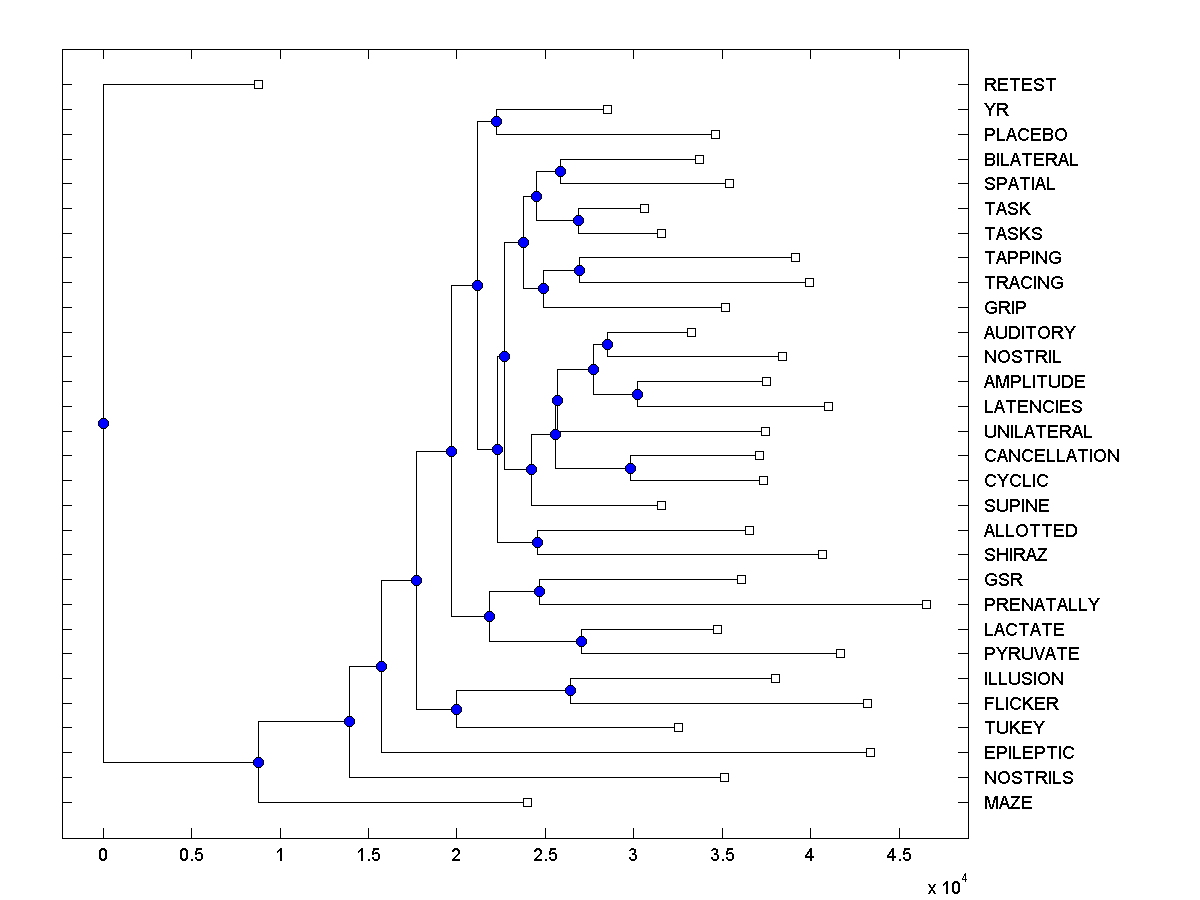 RETEST
YR
PLACEBO
BILATERAL
SPATIAL
TASK
TASKS
TAPPING
TRACING
GRIP
AUDITORY
NOSTRIL
AMPLITUDE
LATENCIES
UNILATERAL
CANCELLATION
CYCLIC
SUPINE
ALLOTTED
SHIRAZ
GSR
PRENATALLY
LACTATE
PYRUVATE
ILLUSION
FLICKER
TUKEY
EPILEPTIC
NOSTRILS
MAZE
0 0.5 1 1.5 2 2.5 3 3.5 4 4.5
x 10^4